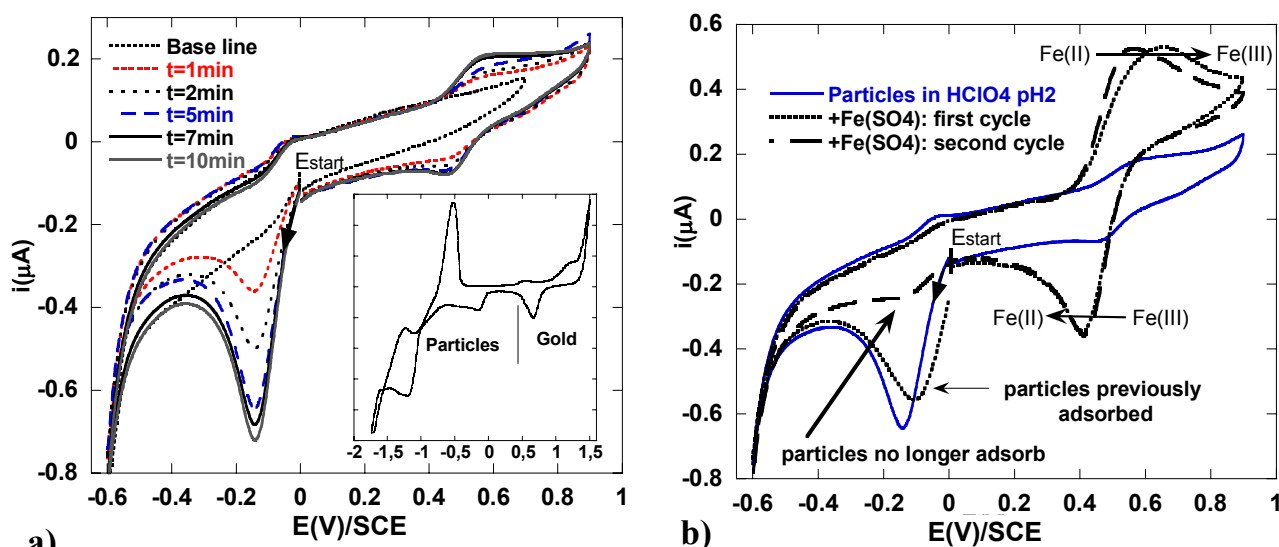 0.2
0
-0.2
-0.4
-0.6
-0.8
i(µA)
Base line
t=1min
t=2min
t=5min
t=7min
t=10min
Estart
Particles
Gold
-2 -1,5 -1 -0,5 0 0,5 1 1,5
-0.6 -0.4 -0.2 0 0.2 0.4 0.6 0.8 1
E(V)/SCE
a)
b)
0.6
0.4
0.2
0
-0.2
-0.4
-0.6
-0.8
i(µA)
Fe(II) Fe(III)
Particles in HClO4 pH2
+Fe(SO4): first cycle
+Fe(SO4): second cycle
Estart
Fe(II) Fe(III)
particles previously
adsorbed
particles no longer adsorb
-0.6 -0.4 -0.2 0 0.2 0.4 0.6 0.8 1
E(V)/SCE
b)